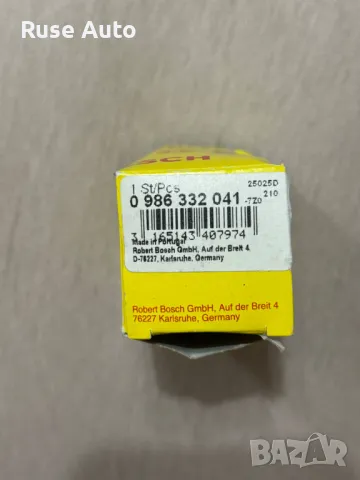 Ruse Auto
SCH
1 St/Pcs
25025D
210
0 986 332 041 -7Z0
3 165143 407974
Made in Portugal
Robert Bosch GmbH, Auf der Breit 4,
D-76227, Karlsruhe, Germany
Robert Bosch GmbH, Auf der Breit 4
76227 Karlsruhe, Germany
BAZAR